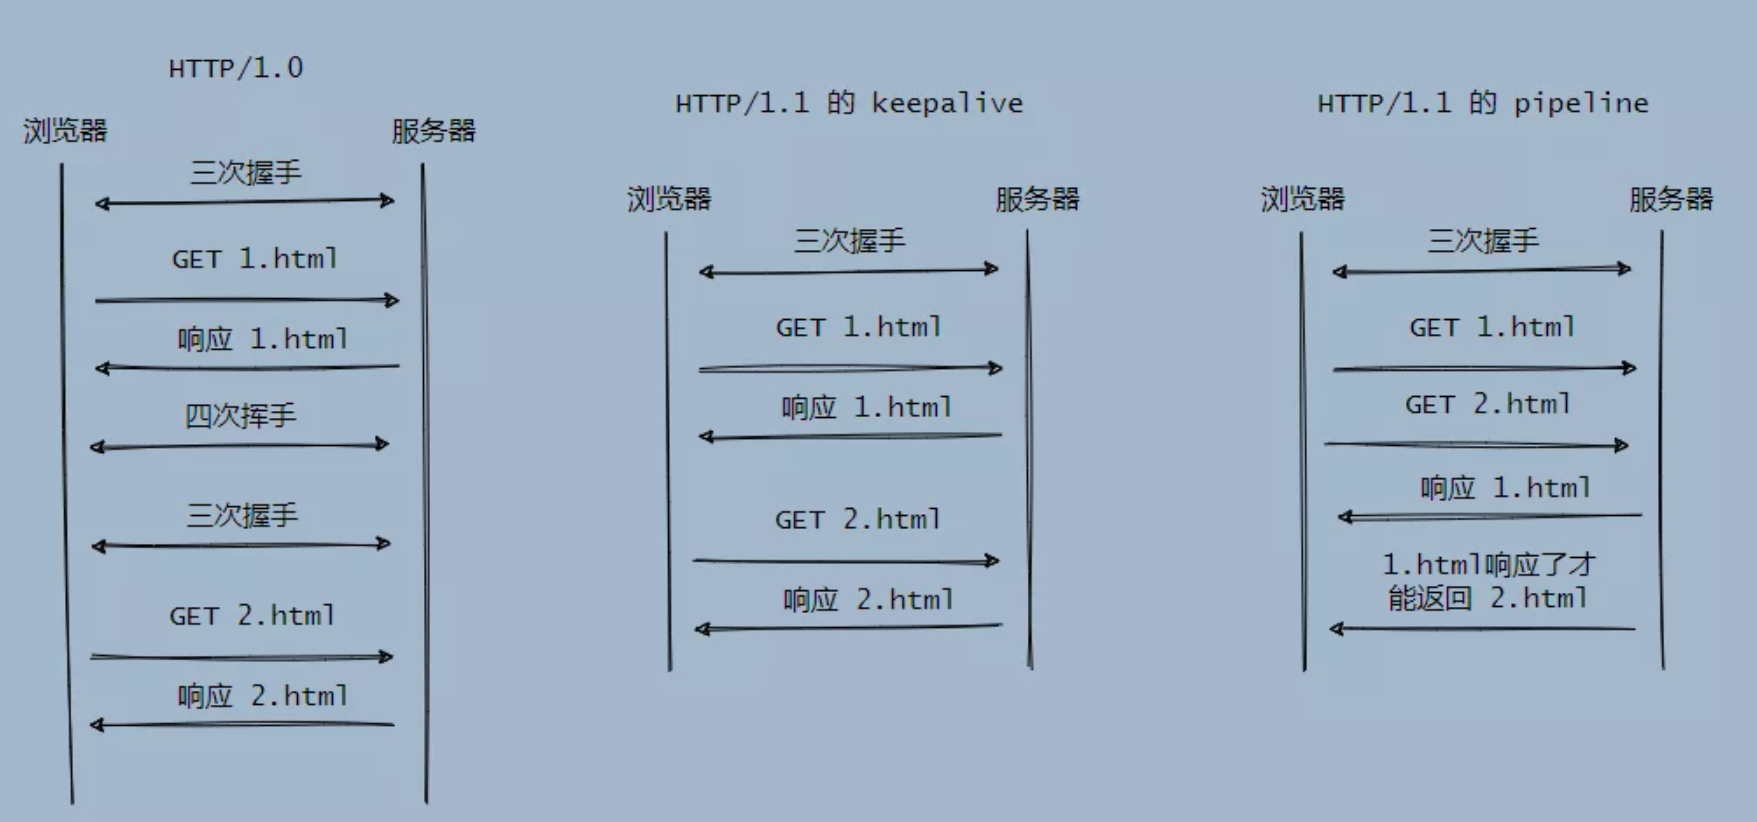 HTTP/1.0
浏览器
服务器
三次握手
GET 1.html
响应 1.html
四次挥手
三次握手
GET 2.html
响应 2.html
HTTP/1.1 的 keepalive
浏览器
服务器
三次握手
GET 1.html
响应 1.html
GET 2.html
响应 2.html
HTTP/1.1 的 pipeline
浏览器
服务器
三次握手
GET 1.html
GET 2.html
响应 1.html
1.html响应了才
能返回 2.html